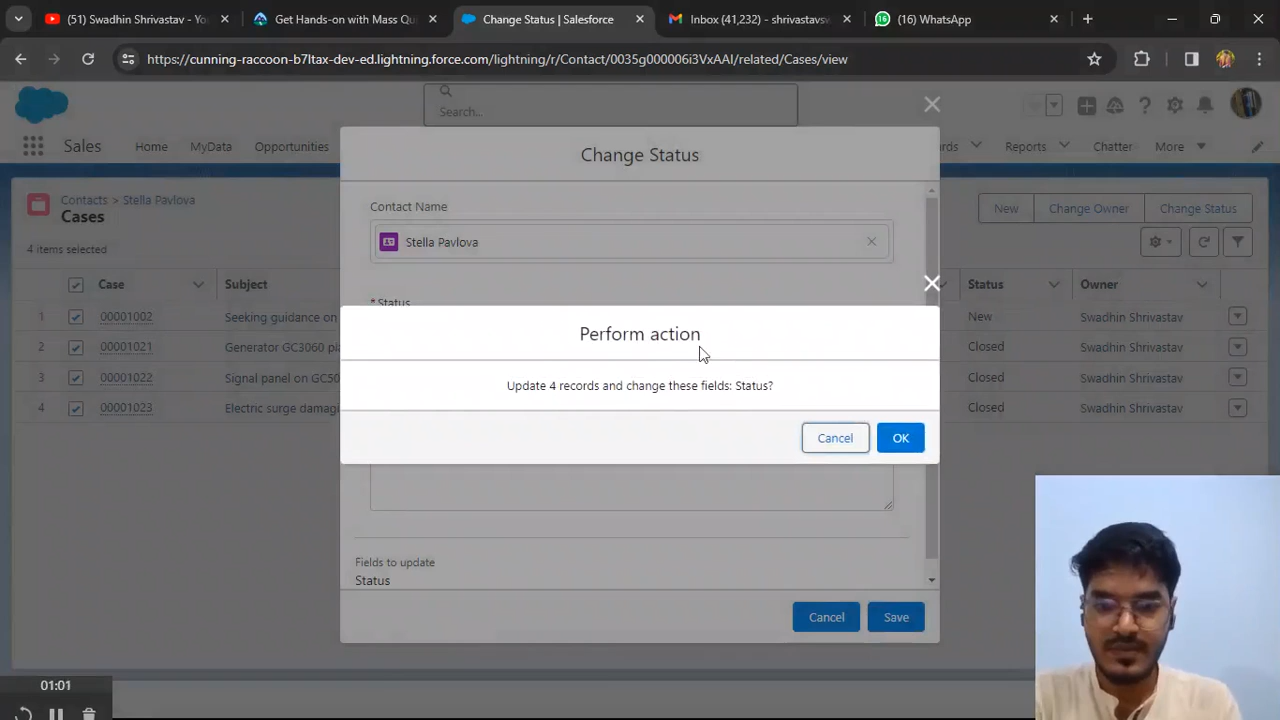 (51) Swadhin Shrivastav - Yo
Get Hands-on with Mass Qu
Change Status | Salesforce
Inbox (41,232) - shrivastavsw
16
(16) WhatsApp
https://cunning-raccoon-b7ltax-dev-ed.lightning.force.com/lightning/r/Contact/0035g000006i3VxAAI/related/Cases/view
Search...
Sales
Home
MyData
Opportunities
Reports
Chatter
More
Change Status
Contacts > Stella Pavlova
Cases
4 items selected
New
Change Owner
Change Status
Contact Name
Stella Pavlova
Case
Subject
Status
Owner
*Status
1
00001002
Seeking guidance on
New
Swadhin Shrivastav
2
00001021
Generator GC3060 pl
Closed
Swadhin Shrivastav
3
00001022
Signal panel on GC50
Closed
Swadhin Shrivastav
4
00001023
Electric surge damagi
Closed
Swadhin Shrivastav
Perform action
Update 4 records and change these fields: Status?
Cancel
OK
Fields to update
Status
Cancel
Save
01:01